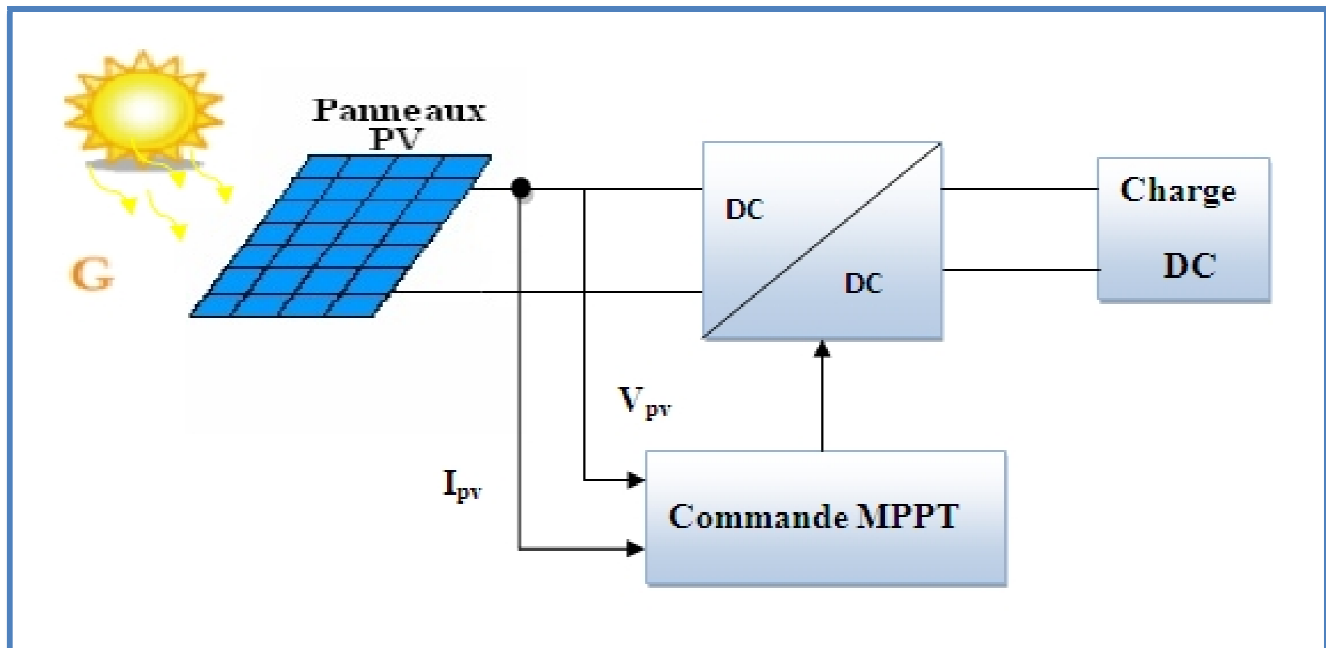 Panneaux
PV
G
DC
DC
Charge
DC
Vpv
Ipv
Commande MPPT